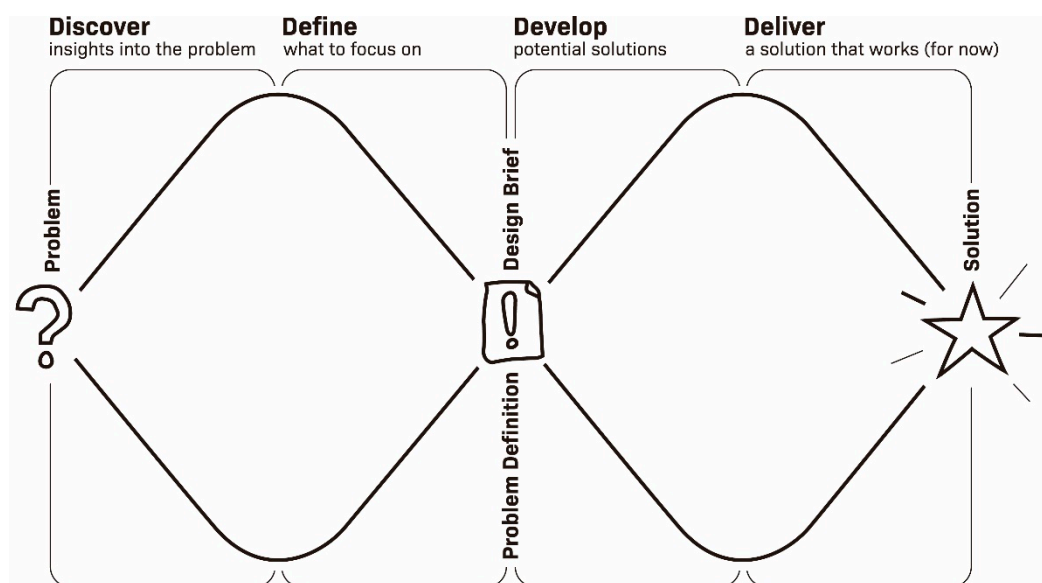 Discover
insights into the problem
Define
what to focus on
Develop
potential solutions
Deliver
a solution that works (for now)
Problem
?
Design Brief
!
Problem Definition
Solution